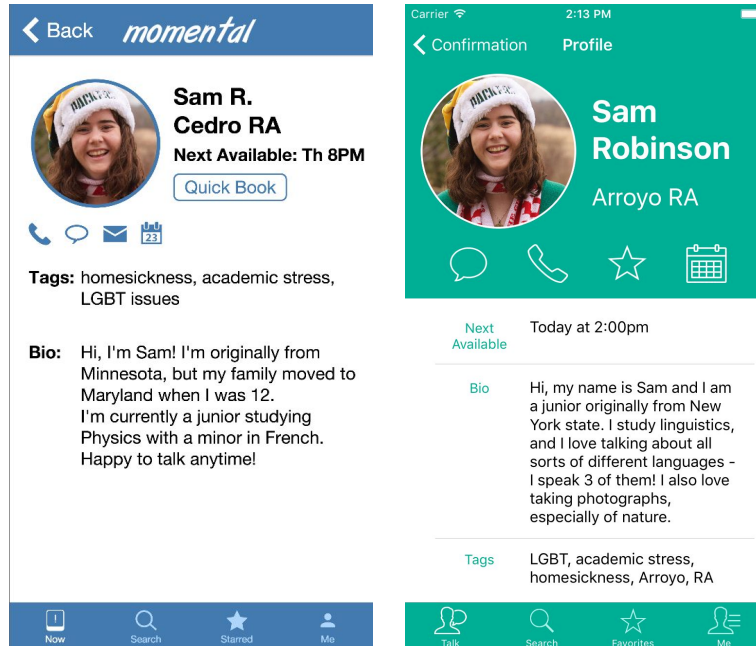 Back momental
PACKERS
Sam R.
Cedro RA
Next Available: Th 8PM
Quick Book
23
Tags: homesickness, academic stress,
LGBT issues
Bio: Hi, I'm Sam! I'm originally from
Minnesota, but my family moved to
Maryland when I was 12.
I'm currently a junior studying
Physics with a minor in French.
Happy to talk anytime!
Now Search Starred Me
Carrier 2:13 PM
Confirmation Profile
PACKERS
Sam
Robinson
Arroyo RA
Next
Available
Today at 2:00pm
Bio
Hi, my name is Sam and I am
a junior originally from New
York state. I study linguistics,
and I love talking about all
sorts of different languages -
I speak 3 of them! I also love
taking photographs,
especially of nature.
Tags
LGBT, academic stress,
homesickness, Arroyo, RA
Talk Search Favorites Me